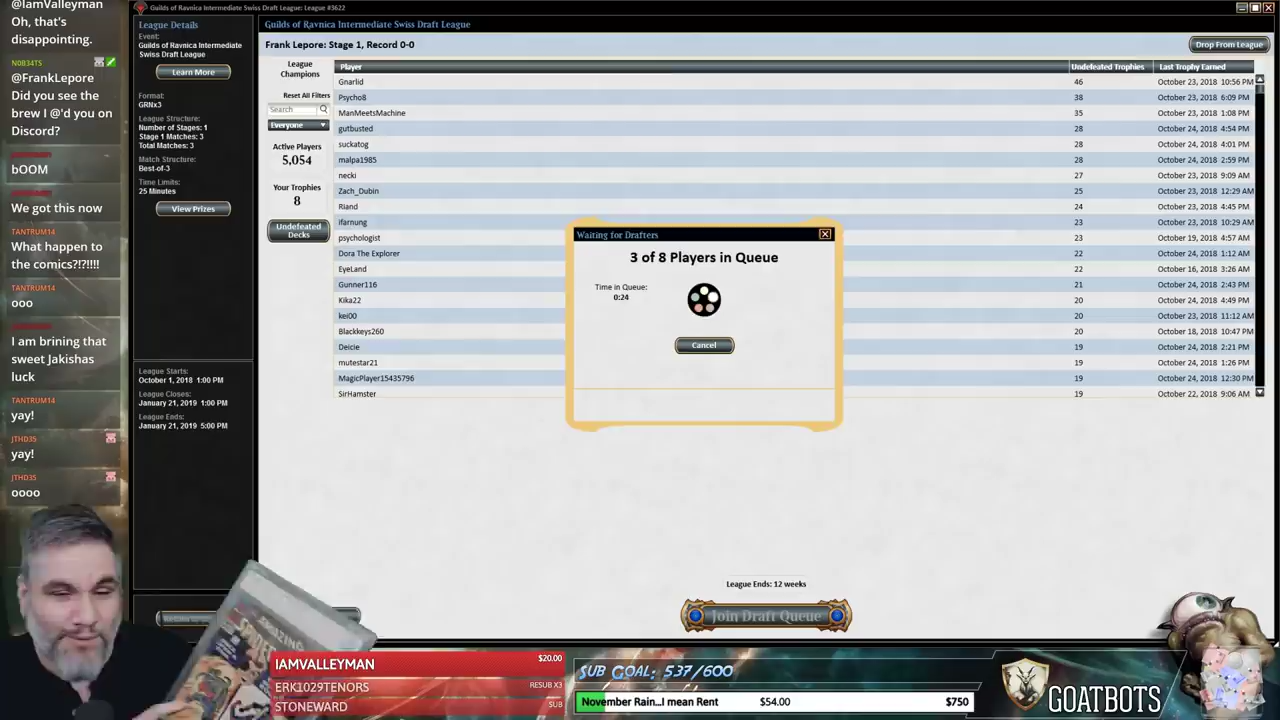 @IamValleyman
Oh, that's
disappointing.
N0B34TS
@FrankLepore
Did you see the
brew I @'d you on
Discord?
bOOM
We got this now
TANTRUM14
What happen to
the comics?!?!!!!
TANTRUM14
ooo
I am brining that
sweet Jakishas
luck
TANTRUM14
yay!
JTHD35
yay!
JTHD35
oooo
Guilds of Ravnica Intermediate Swiss Draft League: League #3622
League Details
Event:
Guilds of Ravnica Intermediate
Swiss Draft League
Learn More
Format:
GRNx3
League Structure:
Number of Stages: 1
Stage 1 Matches: 3
Total Matches: 3
Match Structure:
Best-of-3
Time Limits:
25 Minutes
View Prizes
League Starts:
October 1, 2018 1:00 PM
League Closes:
January 21, 2019 1:00 PM
League Ends:
January 21, 2019 5:00 PM
Guilds of Ravnica Intermediate Swiss Draft League
Frank Lepore: Stage 1, Record 0-0
Drop From League
League
Champions
Reset All Filters
Search
Everyone
Active Players
5,054
Your Trophies
8
Undefeated
Decks
Player Undefeated Trophies Last Trophy Earned
Gnarlid 46 October 23, 2018 10:56 PM
Psycho8 38 October 23, 2018 6:09 PM
ManMeetsMachine 35 October 23, 2018 1:08 PM
gutbusted 28 October 24, 2018 4:54 PM
suckatog 28 October 24, 2018 4:01 PM
malpa1985 28 October 24, 2018 2:59 PM
necki 27 October 23, 2018 9:09 AM
Zach_Dubin 25 October 23, 2018 12:29 AM
Rland 24 October 23, 2018 4:45 PM
ifarnung 23 October 23, 2018 10:29 AM
psychologist 23 October 19, 2018 4:57 AM
Dora The Explorer 22 October 24, 2018 1:12 AM
EyeLand 22 October 16, 2018 3:26 AM
Gunner116 21 October 24, 2018 2:43 PM
Kika22 20 October 24, 2018 4:49 PM
kei00 20 October 23, 2018 11:12 AM
Blackkeys260 20 October 18, 2018 10:47 PM
Deicie 19 October 24, 2018 2:21 PM
mutestar21 19 October 24, 2018 1:26 PM
MagicPlayer15435796 19 October 24, 2018 12:30 PM
SirHamster 19 October 22, 2018 9:06 AM
Waiting for Drafters
3 of 8 Players in Queue
Time in Queue:
0:24
Cancel
League Ends: 12 weeks
Join Draft Queue
IAMVALLEYMAN $20.00
ERK1029TENORS RESUB X3
STONEWARD SUB
SUB GOAL: 537/600
November Rain...I mean Rent $54.00 $750
GOATBOTS